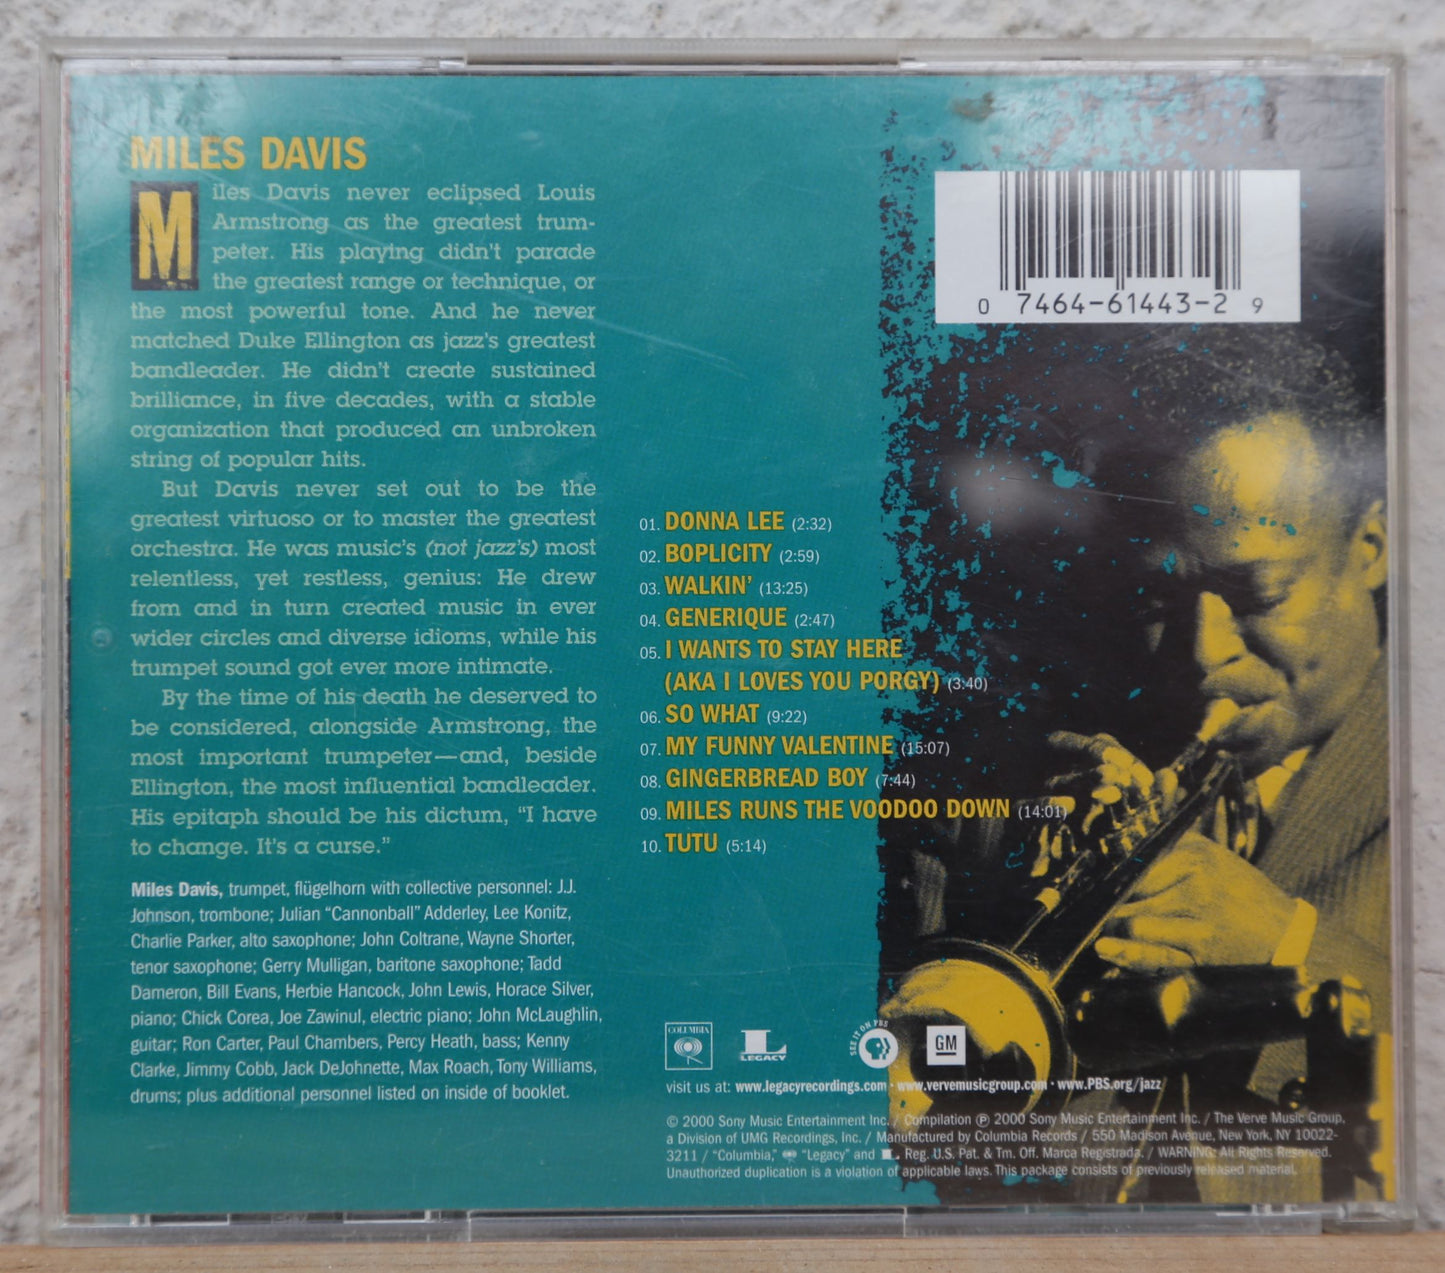 MILES DAVIS
Miles Davis never eclipsed Louis
Armstrong as the greatest trum-
peter. His playing didn't parade
the greatest range or technique, or
the most powerful tone. And he never
matched Duke Ellington as jazz's greatest
bandleader. He didn't create sustained
brilliance, in five decades, with a stable
organization that produced an unbroken
string of popular hits.
But Davis never set out to be the
greatest virtuoso or to master the greatest
orchestra. He was music's (not jazz's) most
relentless, yet restless, genius: He drew
from and in turn created music in ever
wider circles and diverse idioms, while his
trumpet sound got ever more intimate.
By the time of his death he deserved to
be considered, alongside Armstrong, the
most important trumpeter—and, beside
Ellington, the most influential bandleader.
His epitaph should be his dictum, "I have
to change. It's a curse."
Miles Davis, trumpet, flügelhorn with collective personnel: J.J.
Johnson, trombone; Julian "Cannonball" Adderley, Lee Konitz,
Charlie Parker, alto saxophone; John Coltrane, Wayne Shorter,
tenor saxophone; Gerry Mulligan, baritone saxophone; Tadd
Dameron, Bill Evans, Herbie Hancock, John Lewis, Horace Silver,
piano; Chick Corea, Joe Zawinul, electric piano; John McLaughlin,
guitar; Ron Carter, Paul Chambers, Percy Heath, bass; Kenny
Clarke, Jimmy Cobb, Jack DeJohnette, Max Roach, Tony Williams,
drums; plus additional personnel listed on inside of booklet.
01. DONNA LEE (2:32)
02. BOPLICITY (2:59)
03. WALKIN' (13:25)
04. GENERIQUE (2:47)
05. I WANTS TO STAY HERE
(AKA I LOVES YOU PORGY) (3:40)
06. SO WHAT (9:22)
07. MY FUNNY VALENTINE (15:07)
08. GINGERBREAD BOY (7:44)
09. MILES RUNS THE VOODOO DOWN (14:01)
10. TUTU (5:14)
0 7464-61443-2 9
COLUMBIA
L LEGACY
SEE IT ON PBS
GM
visit us at: www.legacyrecordings.com · www.vervemusicgroup.com · www.PBS.org/jazz
© 2000 Sony Music Entertainment Inc. / Compilation ℗ 2000 Sony Music Entertainment Inc. / The Verve Music Group,
a Division of UMG Recordings, Inc. / Manufactured by Columbia Records / 550 Madison Avenue, New York, NY 10022-
3211 / "Columbia," "Legacy" and L Reg. U.S. Pat. & Tm. Off. Marca Registrada. / WARNING: All Rights Reserved.
Unauthorized duplication is a violation of applicable laws. This package consists of previously released material.